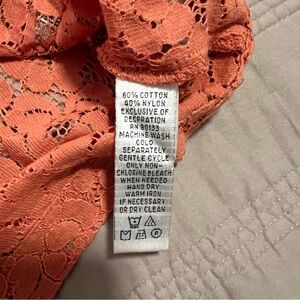 60% COTTON
40% NYLON
EXCLUSIVE OF
DECORATION
RN 90133
MACHINE WASH
COLD
SEPARATELY
GENTLE CYCLE
ONLY NON-
CHLORINE BLEACH
WHEN NEEDED
HANG DRY
WARM IRON
IF NECESSARY
OR DRY CLEAN